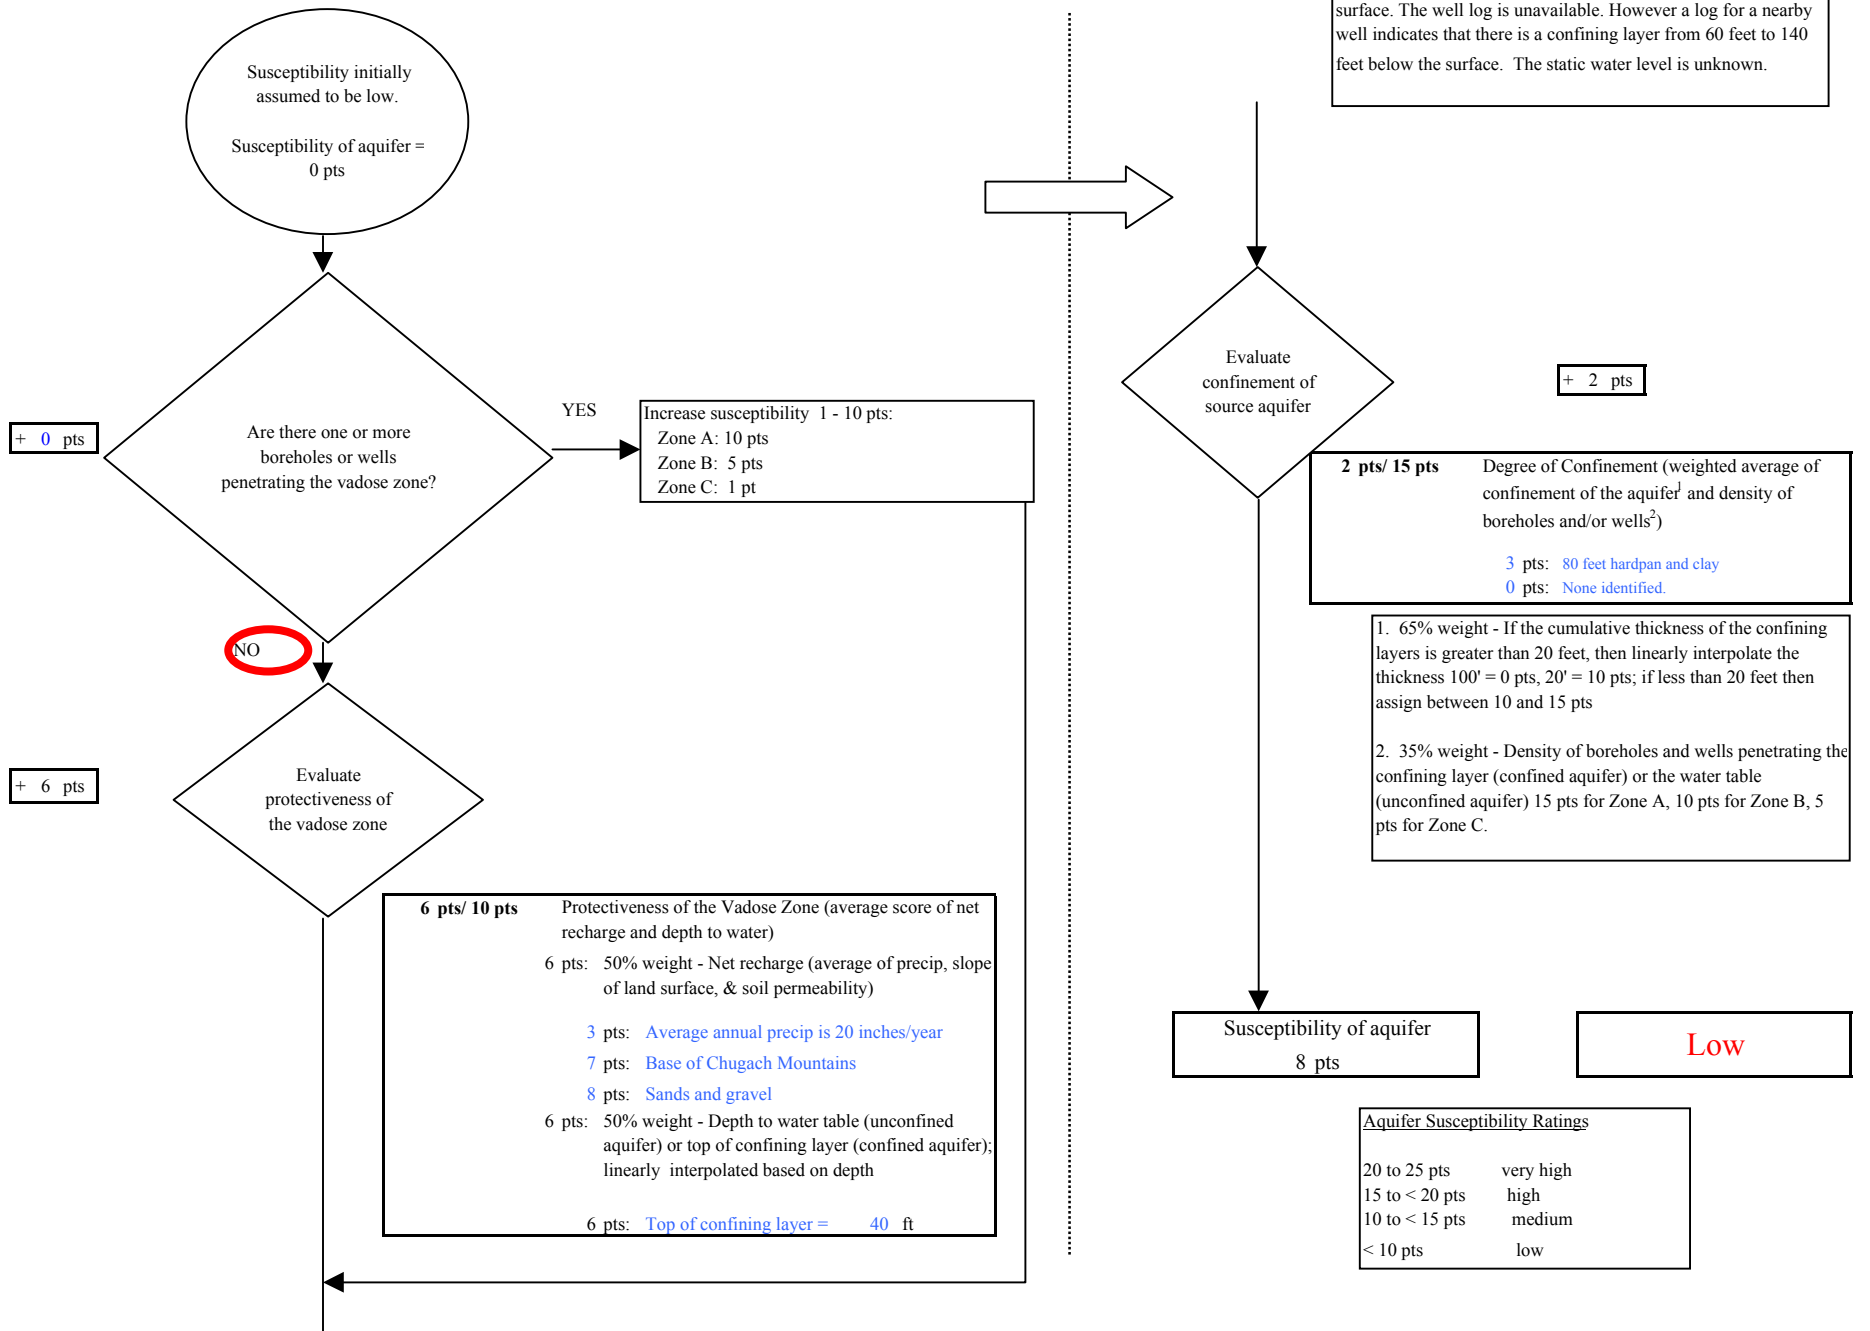 Susceptibility initially
assumed to be low.
Susceptibility of aquifer =
0 pts
+ 0 pts
Are there one or more
boreholes or wells
penetrating the vadose zone?
YES
Increase susceptibility 1 - 10 pts:
Zone A: 10 pts
Zone B: 5 pts
Zone C: 1 pt
NO
+ 6 pts
Evaluate
protectiveness of
the vadose zone
6 pts/ 10 pts
Protectiveness of the Vadose Zone (average score of net
recharge and depth to water)
6 pts: 50% weight - Net recharge (average of precip, slope
of land surface, & soil permeability)
3 pts: Average annual precip is 20 inches/year
7 pts: Base of Chugach Mountains
8 pts: Sands and gravel
6 pts: 50% weight - Depth to water table (unconfined
aquifer) or top of confining layer (confined aquifer);
linearly interpolated based on depth
6 pts: Top of confining layer = 40 ft
surface. The well log is unavailable. However a log for a nearby
well indicates that there is a confining layer from 60 feet to 140
feet below the surface. The static water level is unknown.
Evaluate
confinement of
source aquifer
+ 2 pts
2 pts/ 15 pts
Degree of Confinement (weighted average of
confinement of the aquifer1 and density of
boreholes and/or wells2)
3 pts: 80 feet hardpan and clay
0 pts: None identified.
1. 65% weight - If the cumulative thickness of the confining
layers is greater than 20 feet, then linearly interpolate the
thickness 100' = 0 pts, 20' = 10 pts; if less than 20 feet then
assign between 10 and 15 pts
2. 35% weight - Density of boreholes and wells penetrating the
confining layer (confined aquifer) or the water table
(unconfined aquifer) 15 pts for Zone A, 10 pts for Zone B, 5
pts for Zone C.
Susceptibility of aquifer
8 pts
Low
Aquifer Susceptibility Ratings
20 to 25 pts very high
15 to < 20 pts high
10 to < 15 pts medium
< 10 pts low